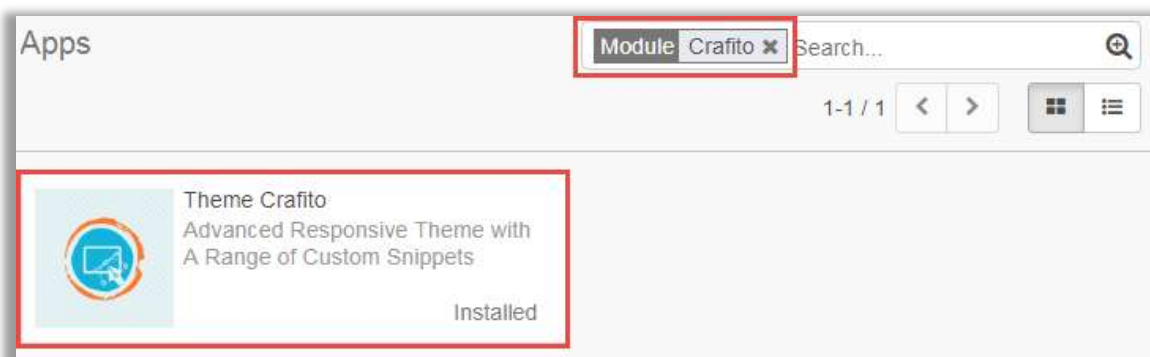 Apps
Module Crafito ✖ Search...
1-1 / 1
Theme Crafito
Advanced Responsive Theme with
A Range of Custom Snippets
Installed